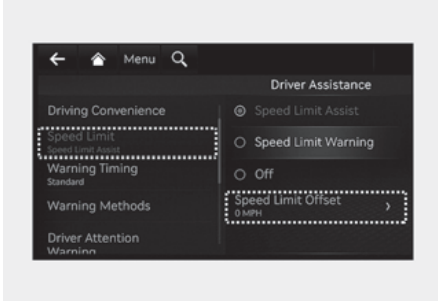 Menu
Driver Assistance
Driving Convenience
Speed Limit
Speed Limit Assist
Warning Timing
Standard
Warning Methods
Driver Attention
Warning
Speed Limit Assist
Speed Limit Warning
Off
Speed Limit Offset
0 MPH